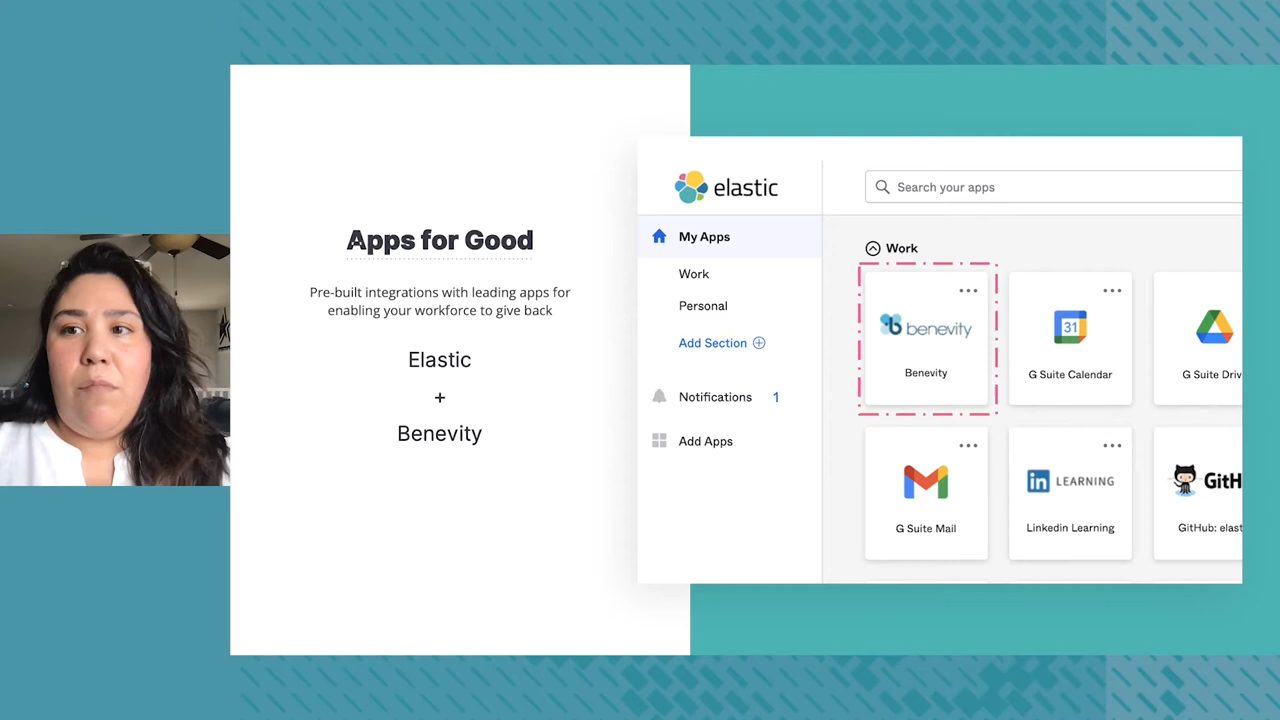 Apps for Good
Pre-built integrations with leading apps for
enabling your workforce to give back
Elastic
+
Benevity
elastic
Search your apps
My Apps
Work
Personal
Add Section
Notifications 1
Add Apps
Work
benevity
Benevity
31
G Suite Calendar
G Suite Driv
G Suite Mail
in LEARNING
Linkedin Learning
GitH
GitHub: elast